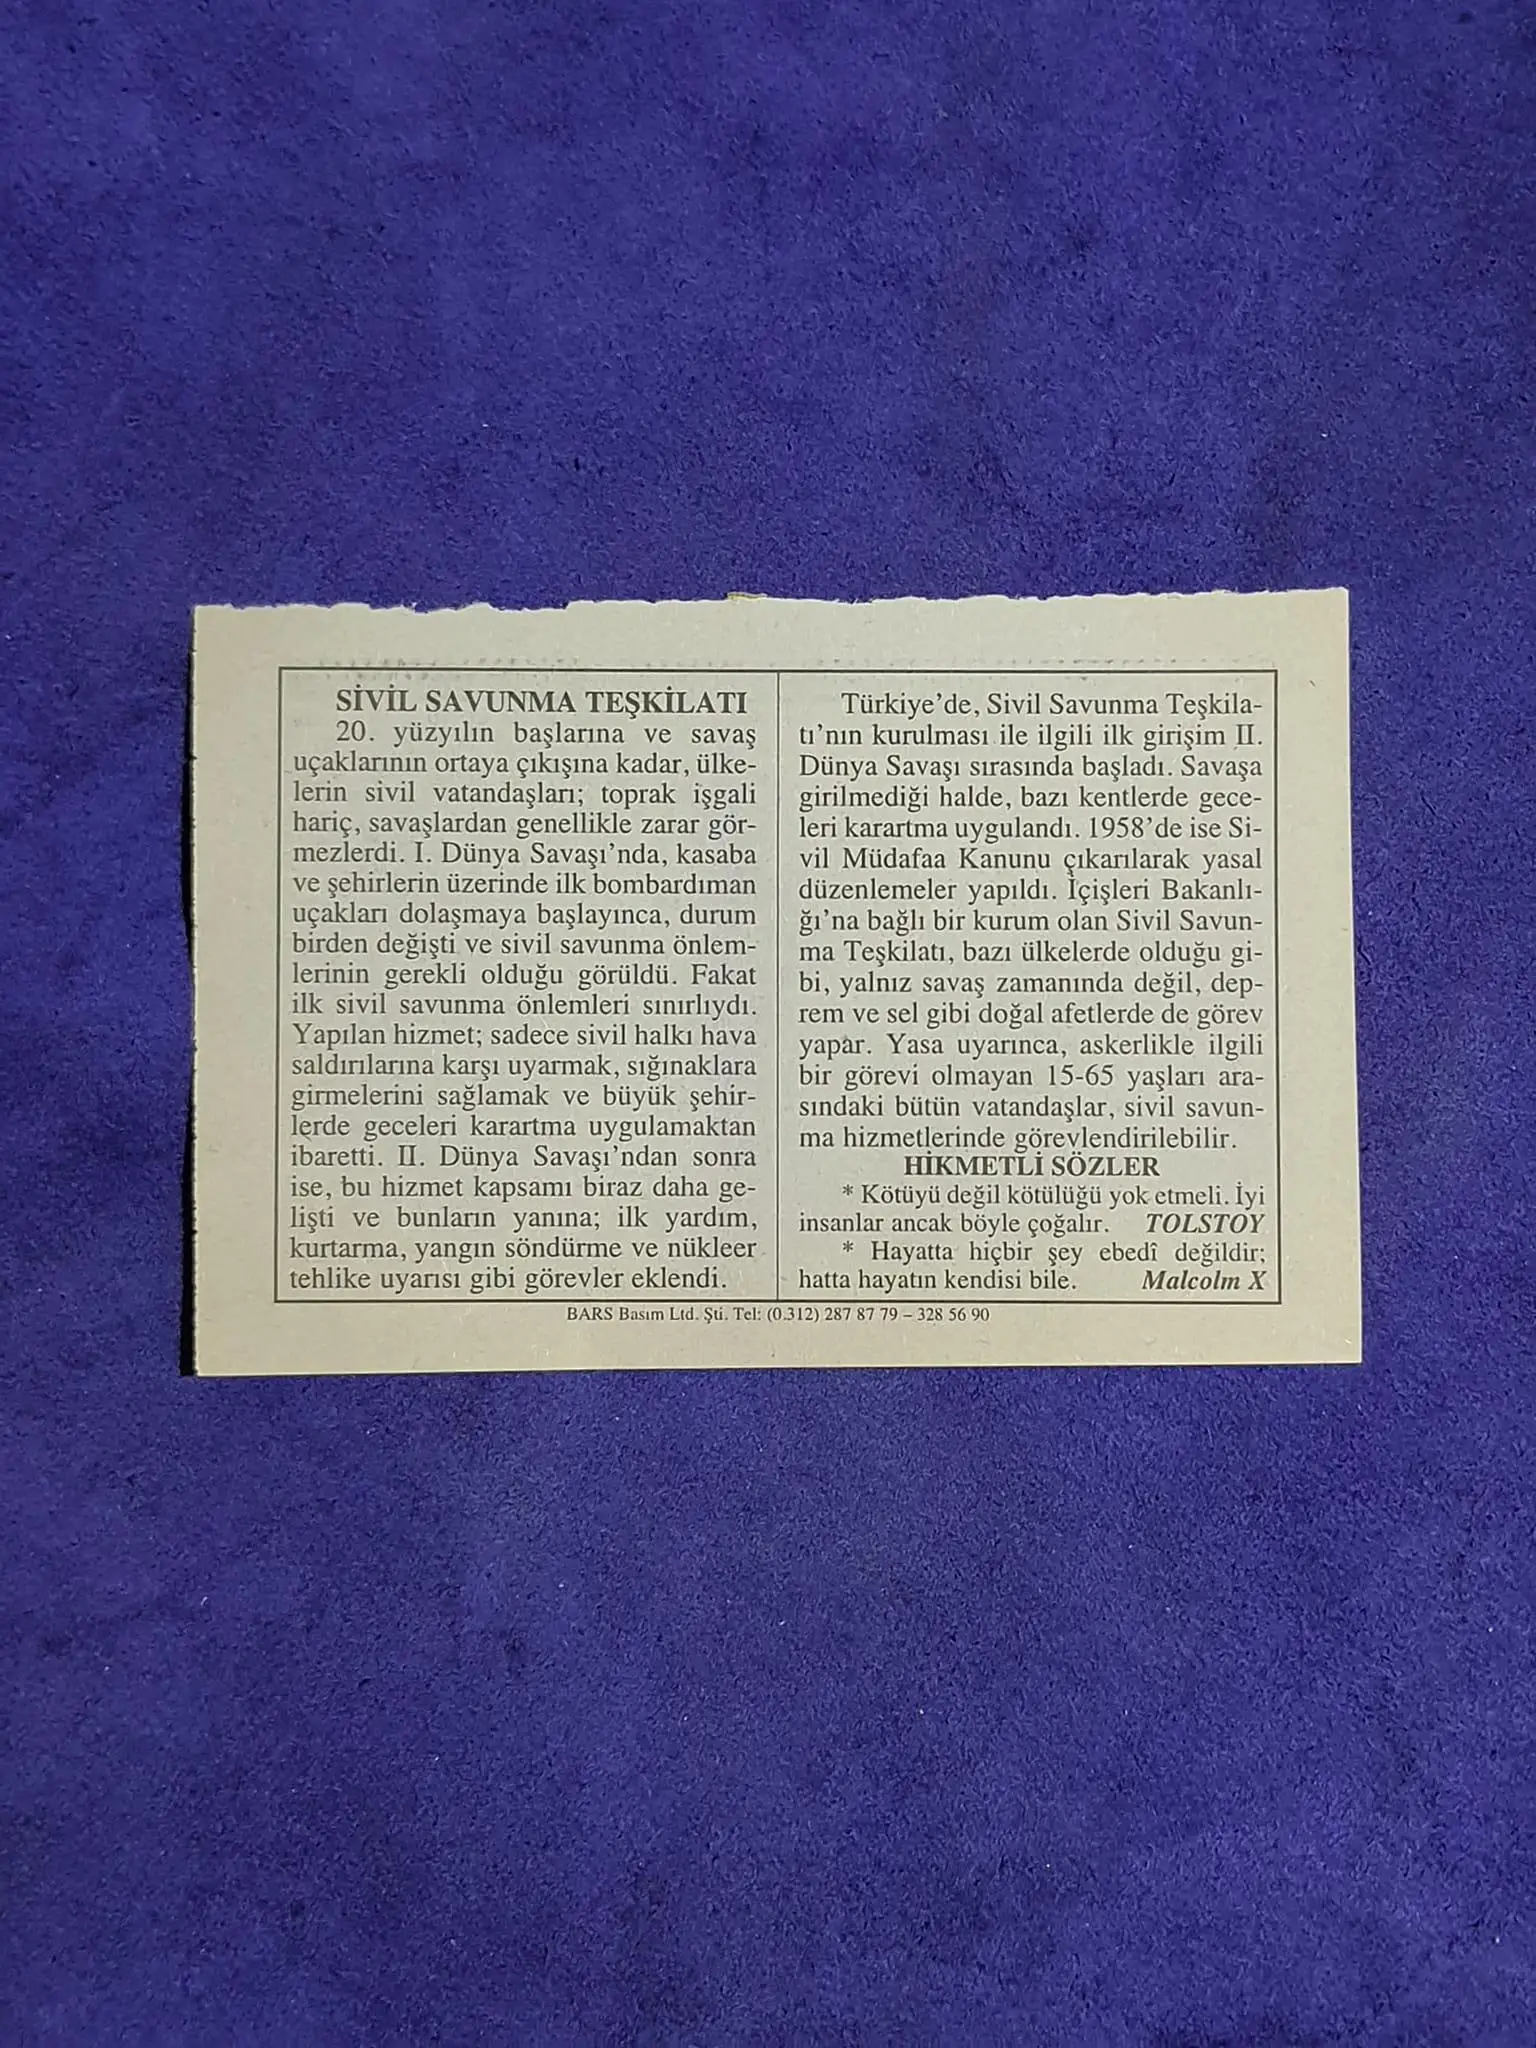 SİVİL SAVUNMA TEŞKİLATI
20. yüzyılın başlarına ve savaş
uçaklarının ortaya çıkışına kadar, ülke-
lerin sivil vatandaşları; toprak işgali
hariç, savaşlardan genellikle zarar gör-
mezlerdi. I. Dünya Savaşı'nda, kasaba
ve şehirlerin üzerinde ilk bombardıman
uçakları dolaşmaya başlayınca, durum
birden değişti ve sivil savunma önlem-
lerinin gerekli olduğu görüldü. Fakat
ilk sivil savunma önlemleri sınırlıydı.
Yapılan hizmet; sadece sivil halkı hava
saldırılarına karşı uyarmak, sığınaklara
girmelerini sağlamak ve büyük şehir-
lerde geceleri karartma uygulamaktan
ibaretti. II. Dünya Savaşı'ndan sonra
ise, bu hizmet kapsamı biraz daha ge-
lişti ve bunların yanına; ilk yardım,
kurtarma, yangın söndürme ve nükleer
tehlike uyarısı gibi görevler eklendi.
Türkiye'de, Sivil Savunma Teşkila-
tı'nın kurulması ile ilgili ilk girişim II.
Dünya Savaşı sırasında başladı. Savaşa
girilmediği halde, bazı kentlerde gece-
leri karartma uygulandı. 1958'de ise Si-
vil Müdafaa Kanunu çıkarılarak yasal
düzenlemeler yapıldı. İçişleri Bakanlı-
ğı'na bağlı bir kurum olan Sivil Savun-
ma Teşkilatı, bazı ülkelerde olduğu gi-
bi, yalnız savaş zamanında değil, dep-
rem ve sel gibi doğal afetlerde de görev
yapar. Yasa uyarınca, askerlikle ilgili
bir görevi olmayan 15-65 yaşları ara-
sındaki bütün vatandaşlar, sivil savun-
ma hizmetlerinde görevlendirilebilir.
HİKMETLİ SÖZLER
* Kötüyü değil kötülüğü yok etmeli. İyi
insanlar ancak böyle çoğalır. TOLSTOY
* Hayatta hiçbir şey ebedî değildir;
hatta hayatın kendisi bile. Malcolm X
BARS Basım Ltd. Şti. Tel: (0.312) 287 87 79 – 328 56 90